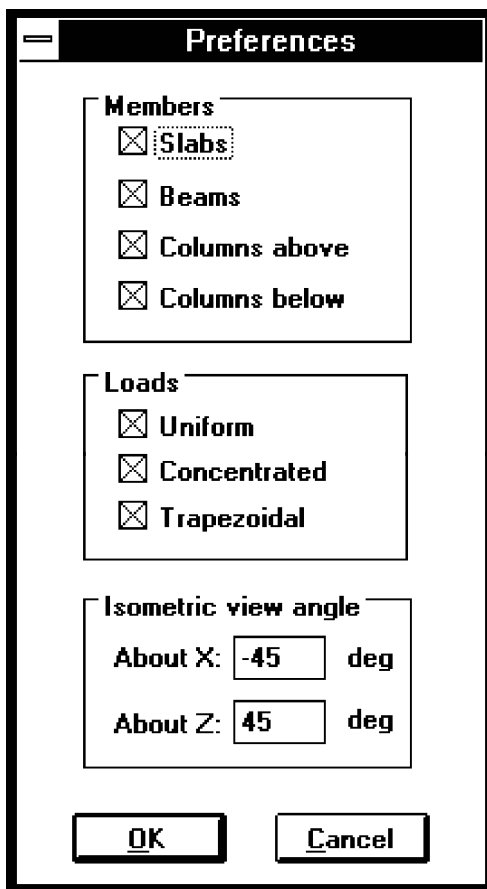 Preferences
Members
Slabs
Beams
Columns above
Columns below
Loads
Uniform
Concentrated
Trapezoidal
Isometric view angle
About X: -45 deg
About Z: 45 deg
OK Cancel